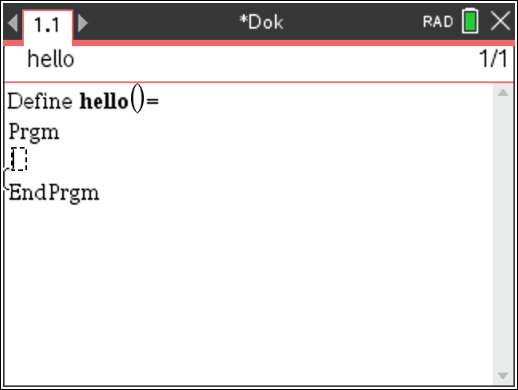 1.1 *Dok RAD
hello 1/1
Define hello()=
Prgm
EndPrgm